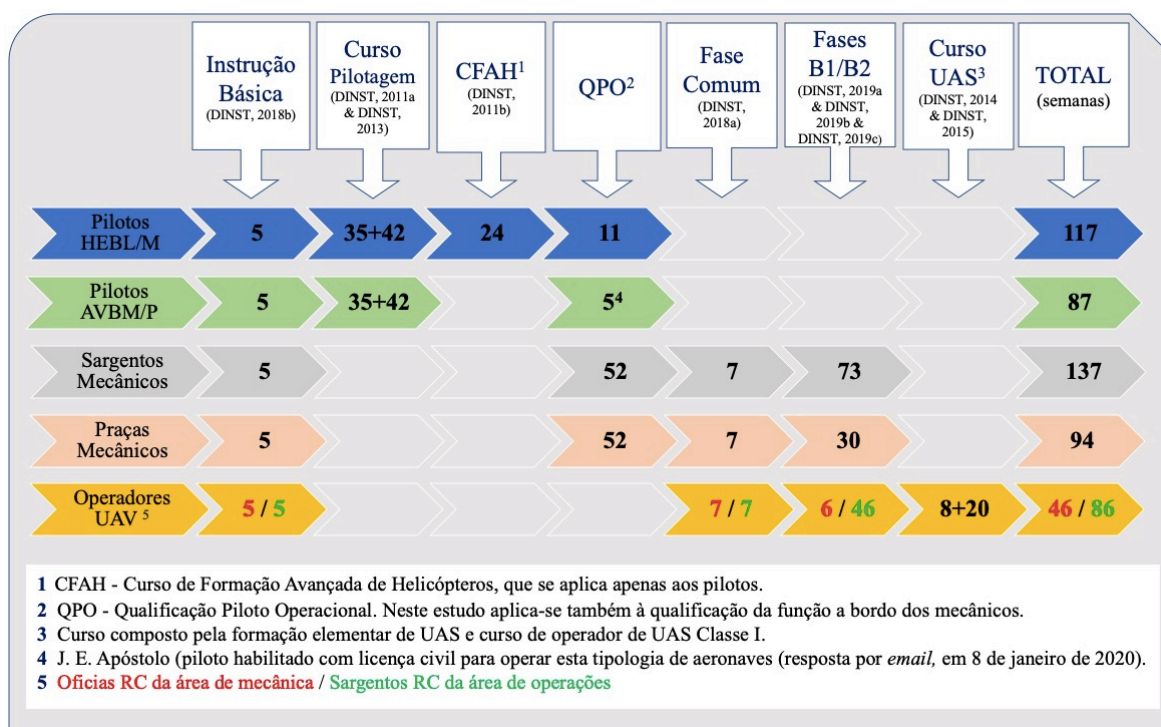 Instrução
Básica
(DINST, 2018b)
Curso
Pilotagem
(DINST, 2011a
& DINST,
2013)
CFAH1
(DINST,
2011b)
QPO2
Fase
Comum
(DINST,
2018a)
Fases
B1/B2
(DINST, 2019a
& DINST,
2019b &
DINST, 2019c)
Curso
UAS3
(DINST, 2014
& DINST,
2015)
TOTAL
(semanas)
Pilotos
HEBL/M
5
35+42
24
11
117
Pilotos
AVBM/P
5
35+42
5⁴
87
Sargentos
Mecânicos
5
52
7
73
137
Praças
Mecânicos
5
52
7
30
94
Operadores
UAV 5
5 / 5
7 / 7
6 / 46
8+20
46 / 86
1 CFAH - Curso de Formação Avançada de Helicópteros, que se aplica apenas aos pilotos.
2 QPO - Qualificação Piloto Operacional. Neste estudo aplica-se também à qualificação da função a bordo dos mecânicos.
3 Curso composto pela formação elementar de UAS e curso de operador de UAS Classe I.
4 J. E. Apóstolo (piloto habilitado com licença civil para operar esta tipologia de aeronaves (resposta por email, em 8 de janeiro de 2020).
5 Oficias RC da área de mecânica / Sargentos RC da área de operações